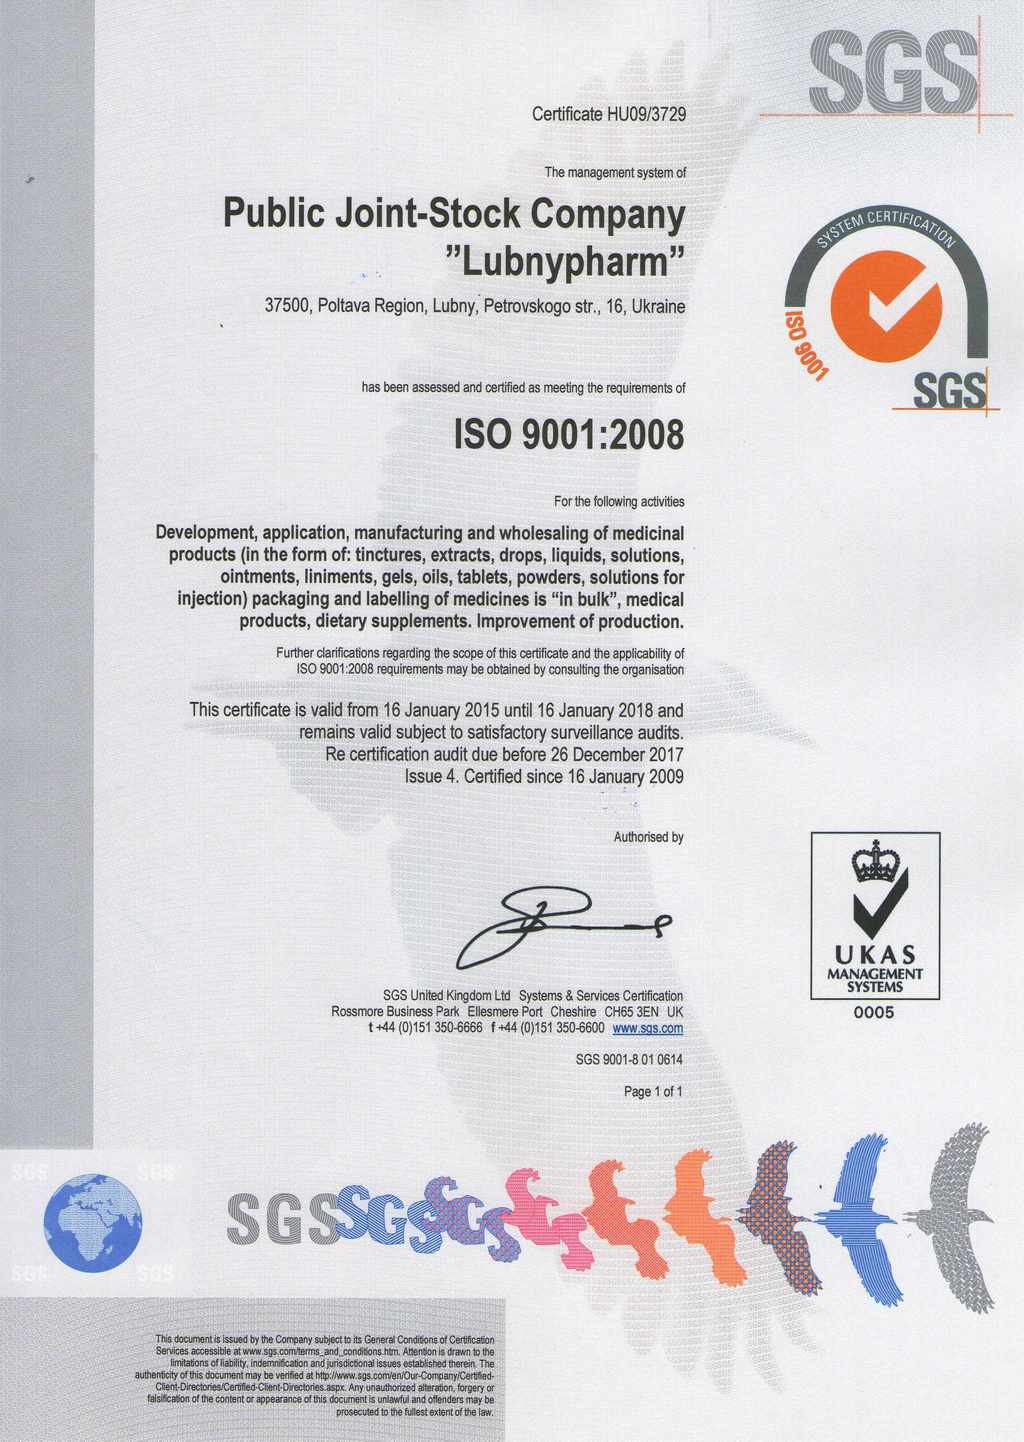 SGS
Certificate HU09/3729
The management system of
Public Joint-Stock Company
”Lubnypharm”
37500, Poltava Region, Lubny, Petrovskogo str., 16, Ukraine
SYSTEM CERTIFICATION
ISO 9001
SGS
has been assessed and certified as meeting the requirements of
ISO 9001:2008
For the following activities
Development, application, manufacturing and wholesaling of medicinal
products (in the form of: tinctures, extracts, drops, liquids, solutions,
ointments, liniments, gels, oils, tablets, powders, solutions for
injection) packaging and labelling of medicines is “in bulk”, medical
products, dietary supplements. Improvement of production.
Further clarifications regarding the scope of this certificate and the applicability of
ISO 9001:2008 requirements may be obtained by consulting the organisation
This certificate is valid from 16 January 2015 until 16 January 2018 and
remains valid subject to satisfactory surveillance audits.
Re certification audit due before 26 December 2017
Issue 4. Certified since 16 January 2009
Authorised by
UKAS
MANAGEMENT
SYSTEMS
0005
SGS United Kingdom Ltd Systems & Services Certification
Rossmore Business Park Ellesmere Port Cheshire CH65 3EN UK
t +44 (0)151 350-6666 f +44 (0)151 350-6600 www.sgs.com
SGS 9001-8 01 0614
Page 1 of 1
SGS SGS
SGS SGS
SGS SGS SGS
This document is issued by the Company subject to its General Conditions of Certification
Services accessible at www.sgs.com/terms_and_conditions.htm. Attention is drawn to the
limitations of liability, indemnification and jurisdictional issues established therein. The
authenticity of this document may be verified at http://www.sgs.com/en/Our-Company/Certified-
Client-Directories/Certified-Client-Directories.aspx. Any unauthorized alteration, forgery or
falsification of the content or appearance of this document is unlawful and offenders may be
prosecuted to the fullest extent of the law.